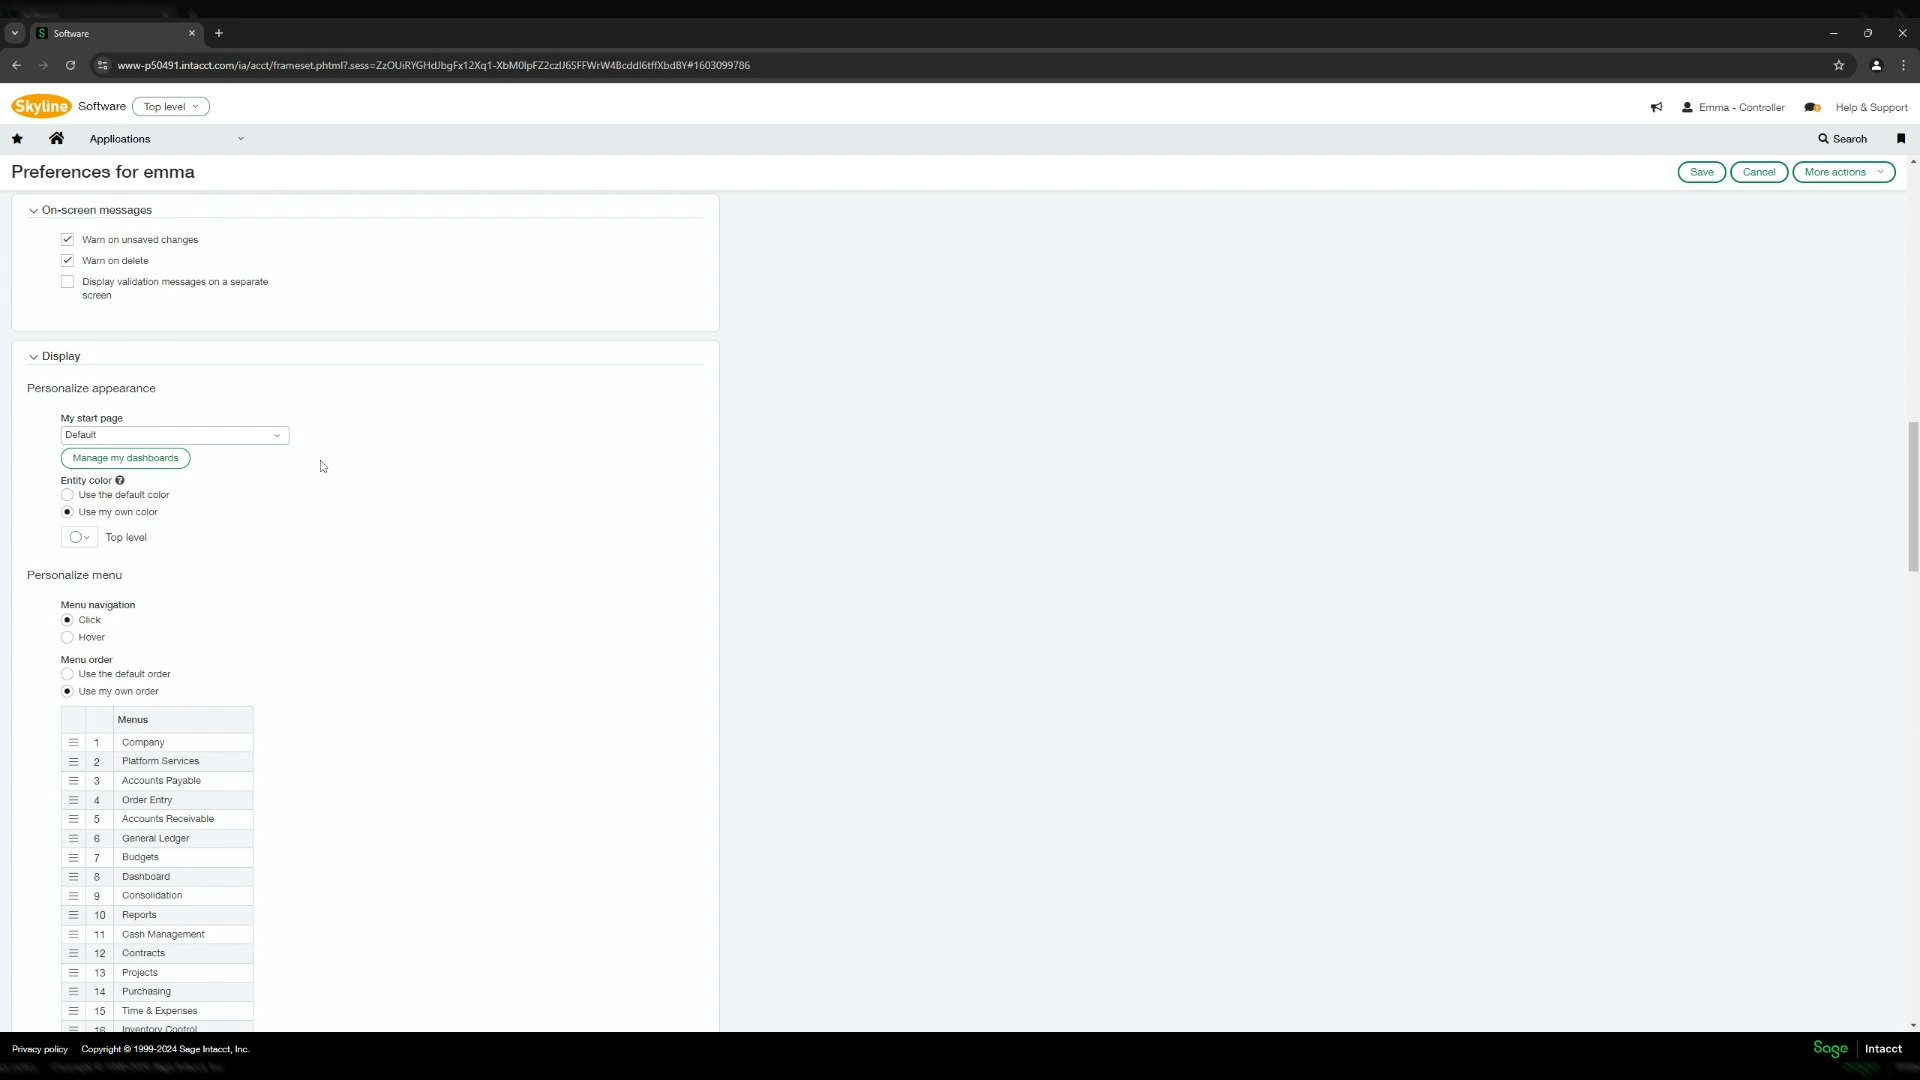 Software
www-p50491.intacct.com/ia/acct/frameset.phtml?.sess=ZzOUiRYGHdJbgFx12Xq1-XbM0IpFZ2czlJ6SFFWrW4Bcddl6tffXbdBY#1603099786
Skyline Software Top level
Emma - Controller Help & Support
Applications Search
Preferences for emma
Save Cancel More actions
On-screen messages
Warn on unsaved changes
Warn on delete
Display validation messages on a separate
screen
Display
Personalize appearance
My start page
Default
Manage my dashboards
Entity color
Use the default color
Use my own color
Top level
Personalize menu
Menu navigation
Click
Hover
Menu order
Use the default order
Use my own order
Menus
1 Company
2 Platform Services
3 Accounts Payable
4 Order Entry
5 Accounts Receivable
6 General Ledger
7 Budgets
8 Dashboard
9 Consolidation
10 Reports
11 Cash Management
12 Contracts
13 Projects
14 Purchasing
15 Time & Expenses
16 Inventory Control
Privacy policy Copyright © 1999-2024 Sage Intacct, Inc.
Sage Intacct